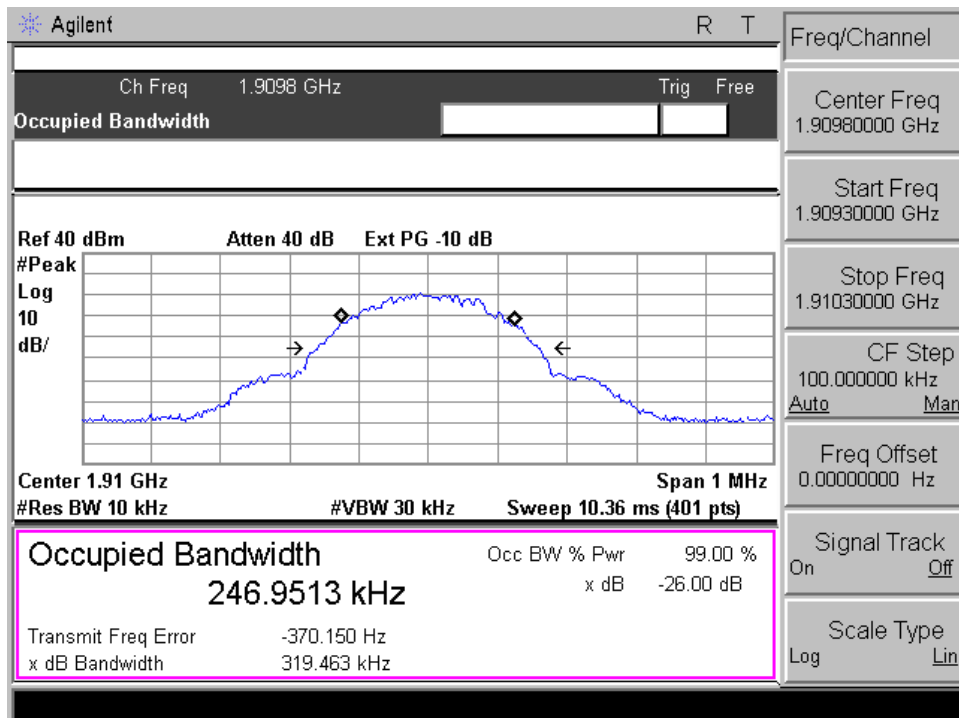 Agilent R T
Ch Freq 1.9098 GHz Trig Free
Occupied Bandwidth
Ref 40 dBm Atten 40 dB Ext PG -10 dB
#Peak
Log
10
dB/
Center 1.91 GHz Span 1 MHz
#Res BW 10 kHz #VBW 30 kHz Sweep 10.36 ms (401 pts)
Occupied Bandwidth Occ BW % Pwr 99.00 %
246.9513 kHz x dB -26.00 dB
Transmit Freq Error -370.150 Hz
x dB Bandwidth 319.463 kHz
Freq/Channel
Center Freq
1.90980000 GHz
Start Freq
1.90930000 GHz
Stop Freq
1.91030000 GHz
CF Step
100.000000 kHz
Auto Man
Freq Offset
0.00000000 Hz
Signal Track
On Off
Scale Type
Log Lin